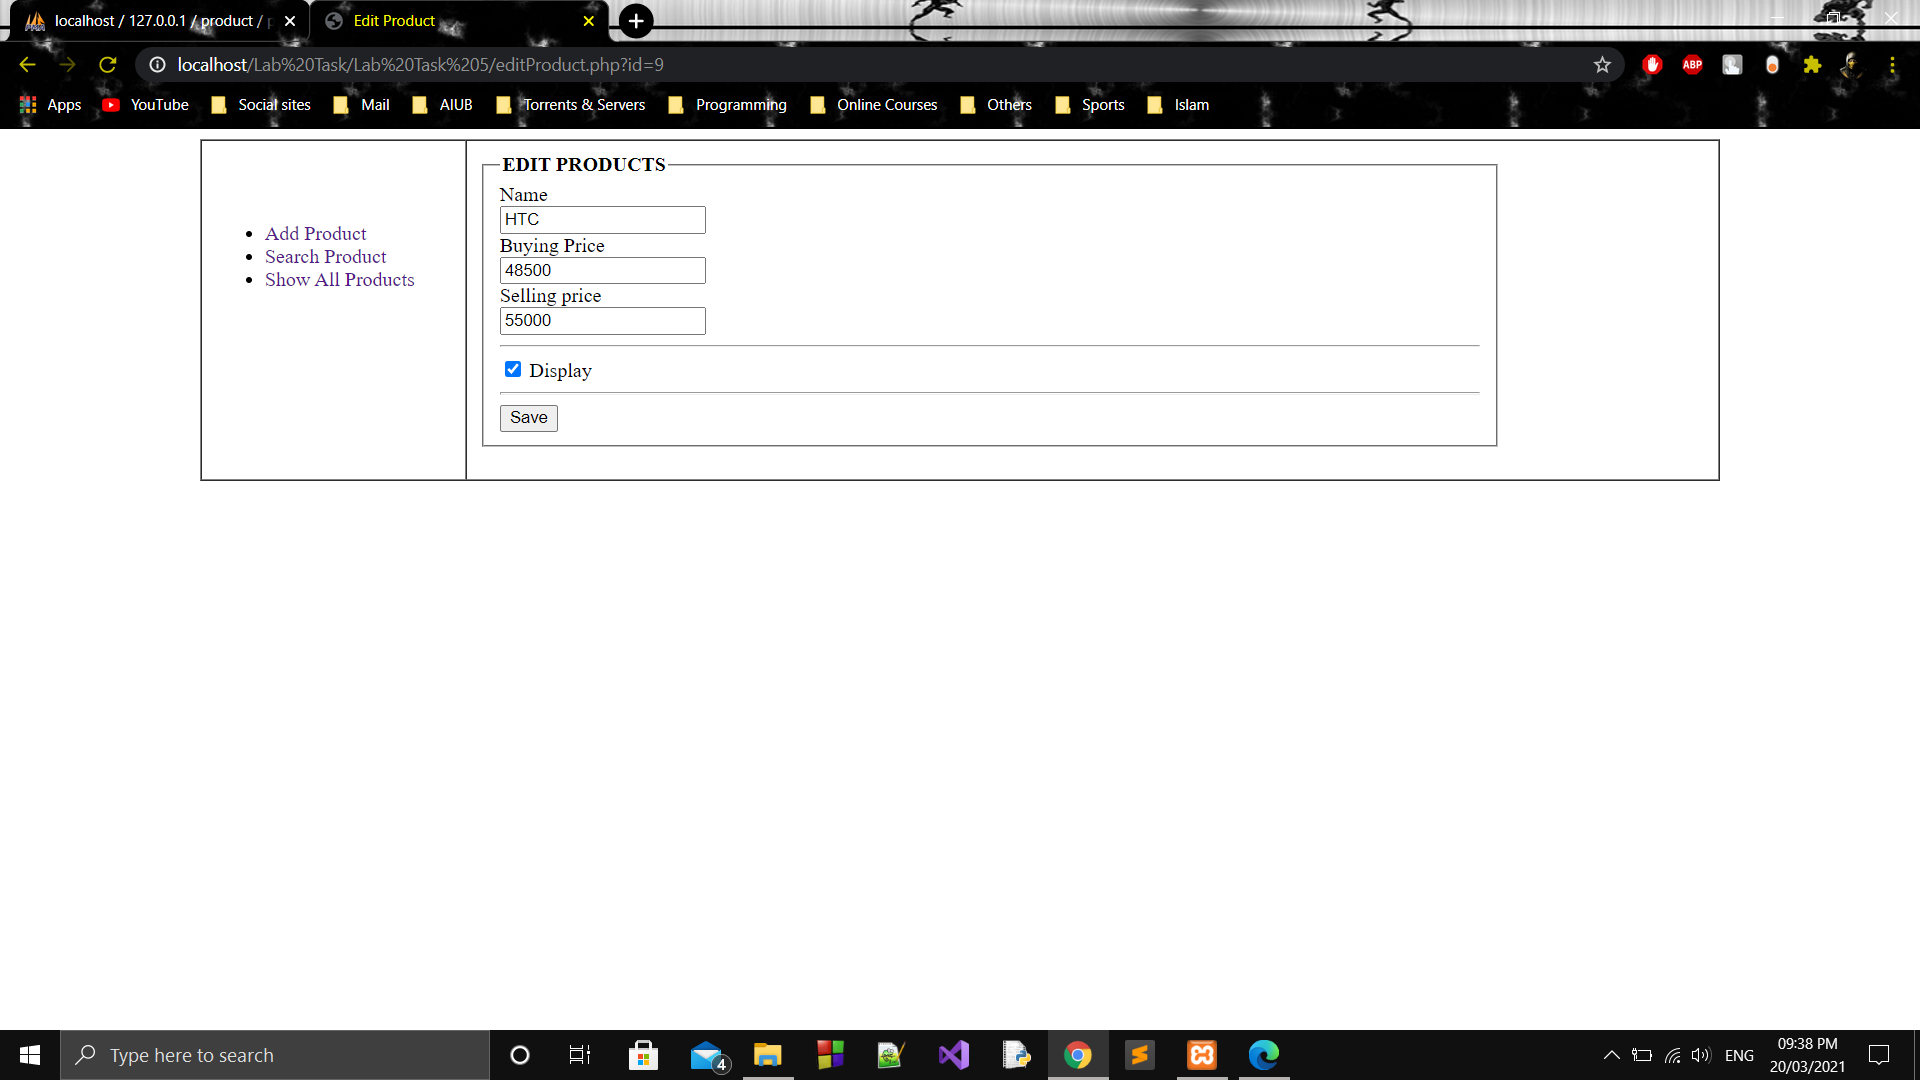 localhost / 127.0.0.1 / product /
Edit Product
localhost/Lab%20Task/Lab%20Task%205/editProduct.php?id=9
ABP
Apps YouTube Social sites Mail AIUB Torrents & Servers Programming Online Courses Others Sports Islam
Add Product
Search Product
Show All Products
EDIT PRODUCTS
Name
HTC
Buying Price
48500
Selling price
55000
Display
Save
Type here to search
4
ENG
09:38 PM
20/03/2021